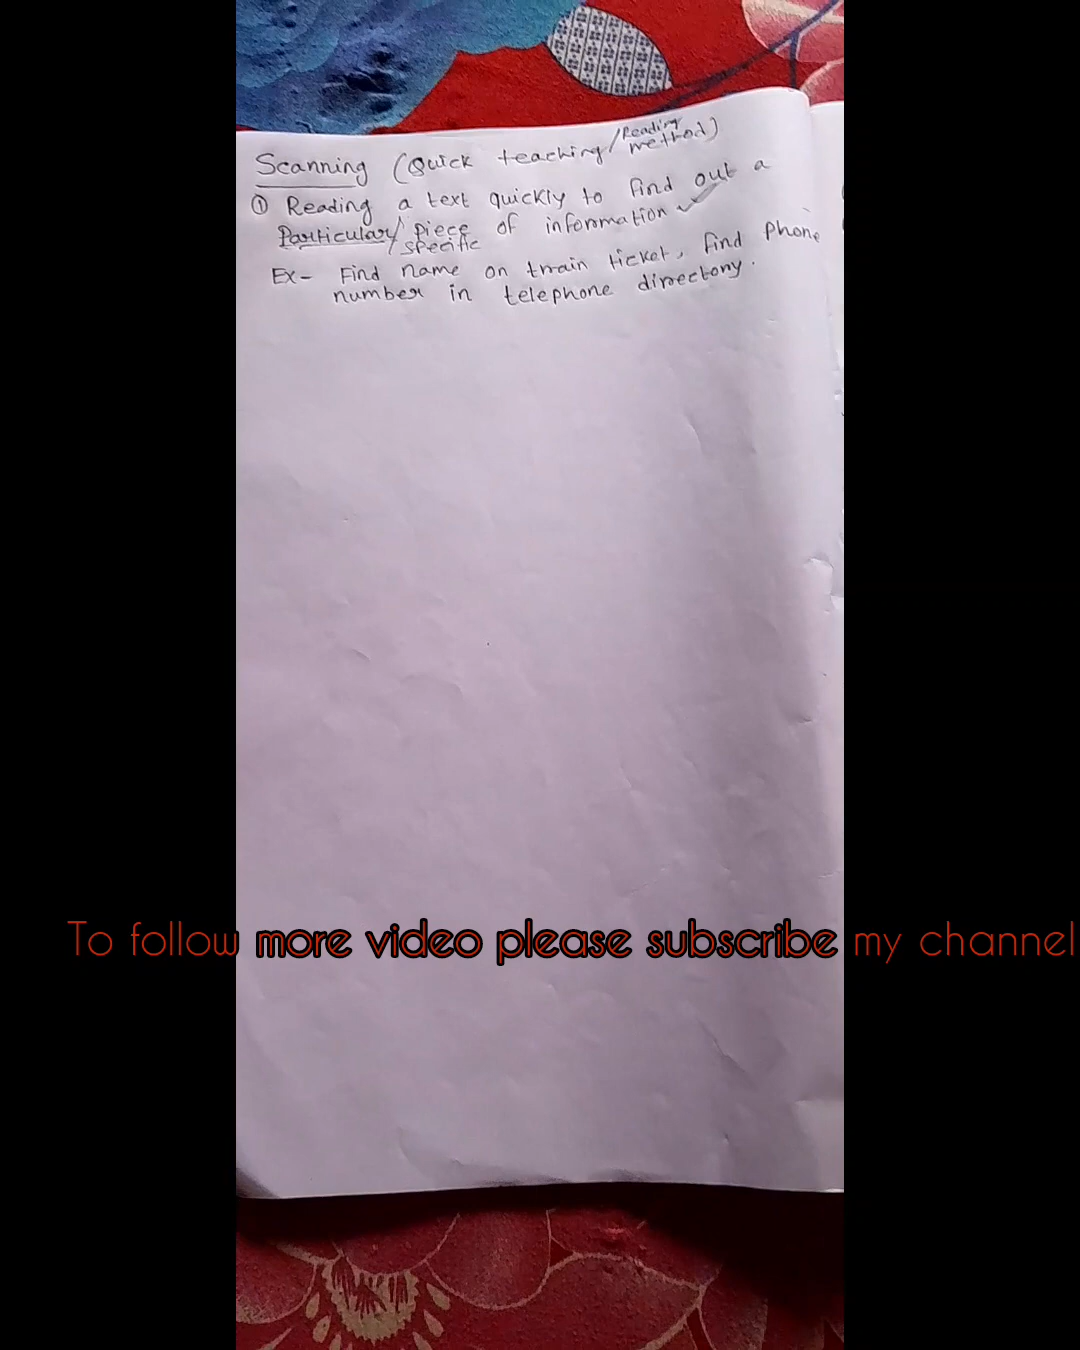 Scanning (Quick teaching/Reading method)
① Reading a text quickly to find out a
Particular/specific piece of information ✓
Ex- Find name on train ticket, find phone
number in telephone directory.
To follow more video please subscribe my channel